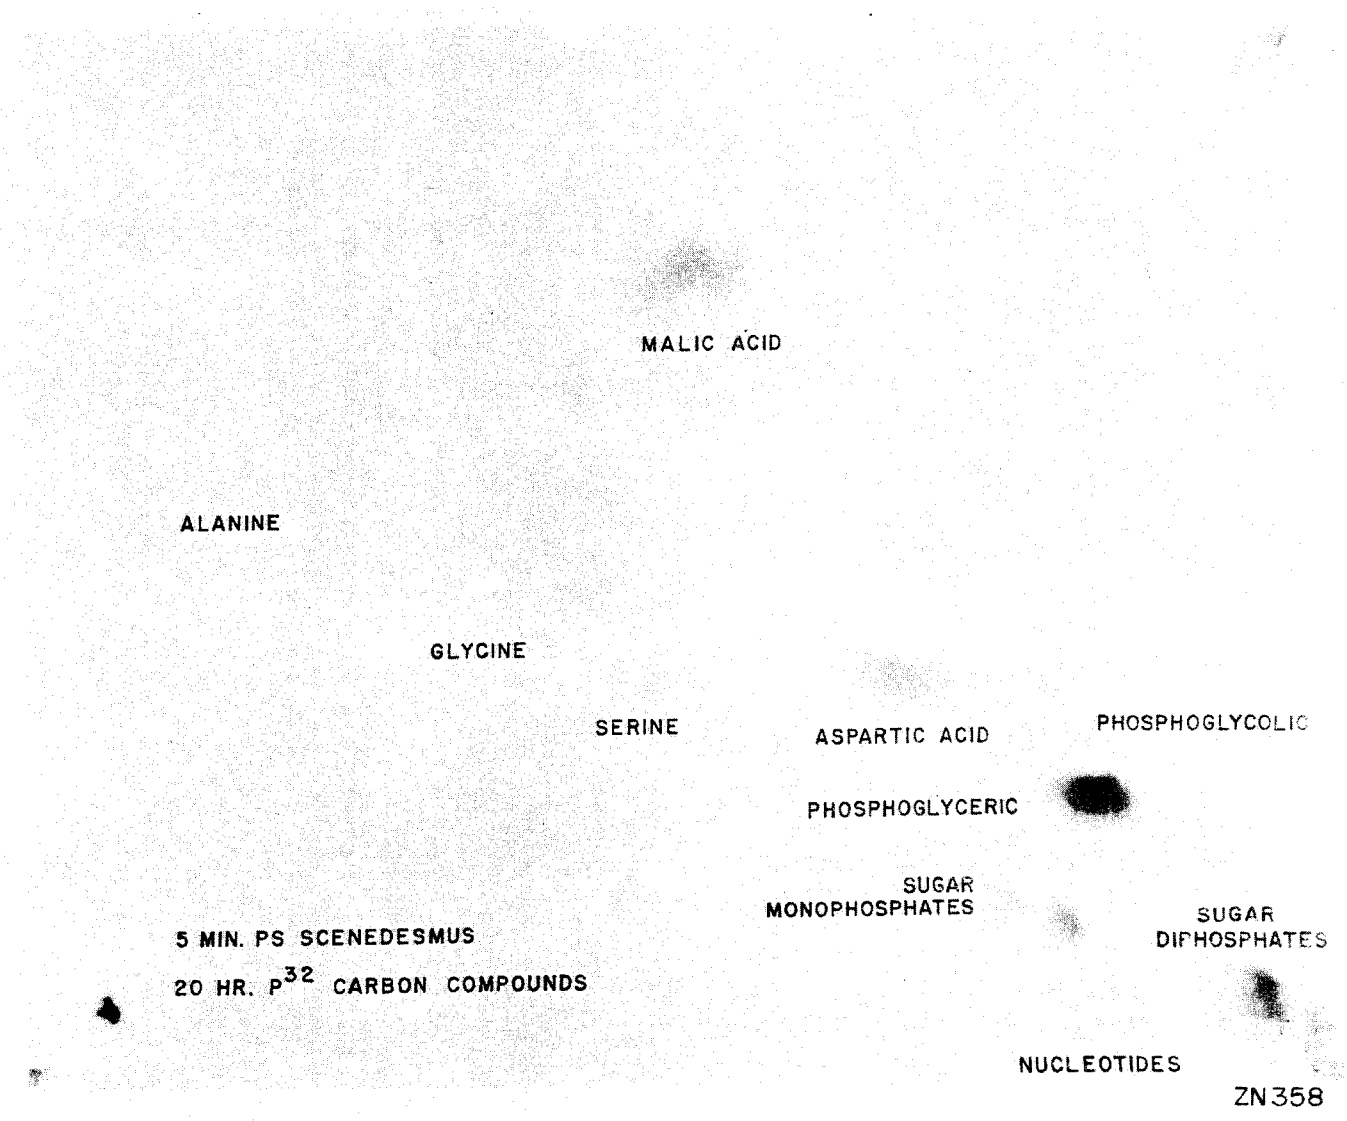 MALIC ACID
ALANINE
GLYCINE
SERINE
ASPARTIC ACID
PHOSPHOGLYCOLIC
PHOSPHOGLYCERIC
SUGAR
MONOPHOSPHATES
SUGAR
DIPHOSPHATES
5 MIN. PS SCENEDESMUS
20 HR. P³² CARBON COMPOUNDS
NUCLEOTIDES
ZN358